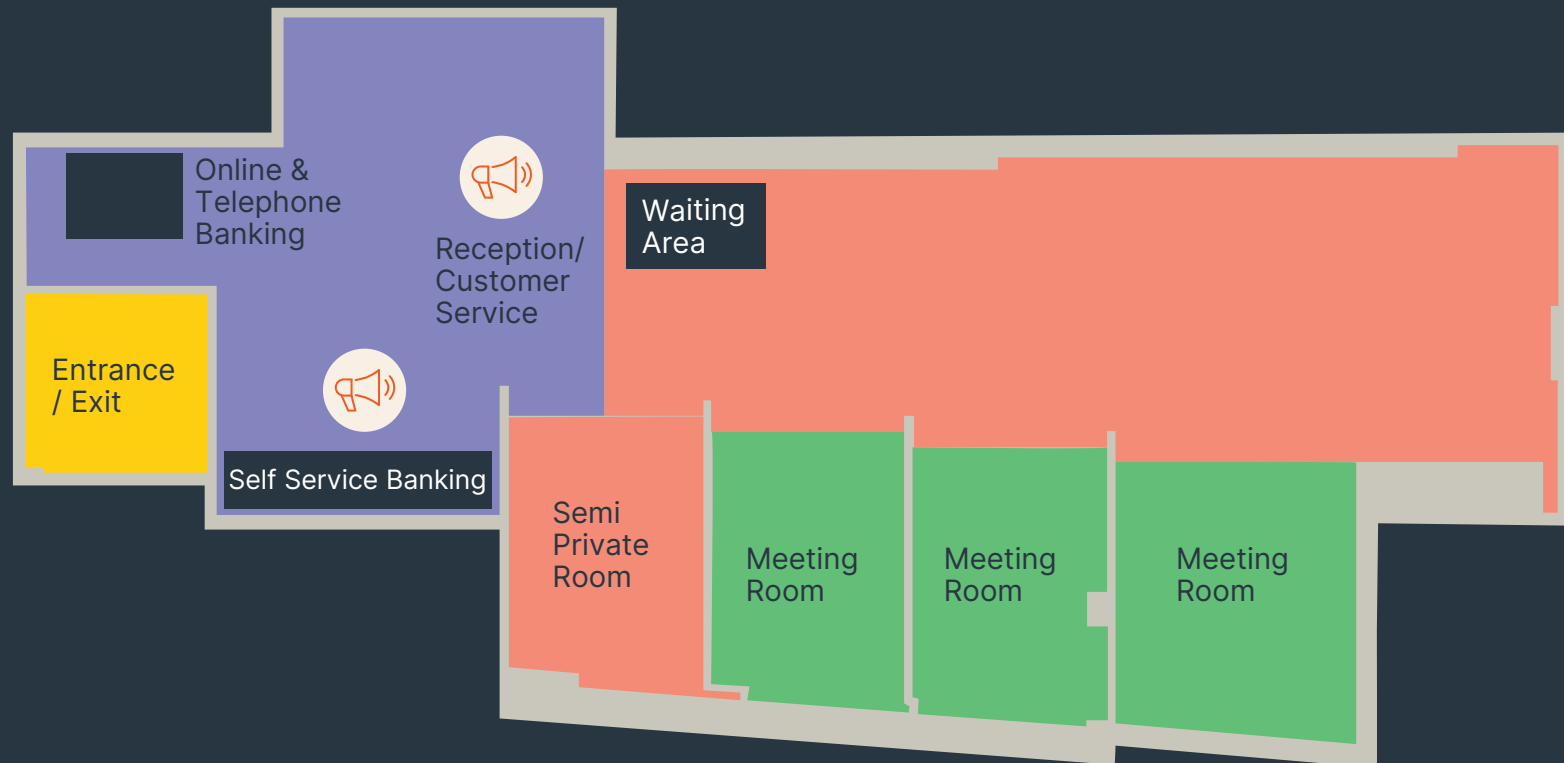 Online &
Telephone
Banking
Reception/
Customer
Service
Waiting
Area
Entrance
/ Exit
Self Service Banking
Semi
Private
Room
Meeting
Room
Meeting
Room
Meeting
Room